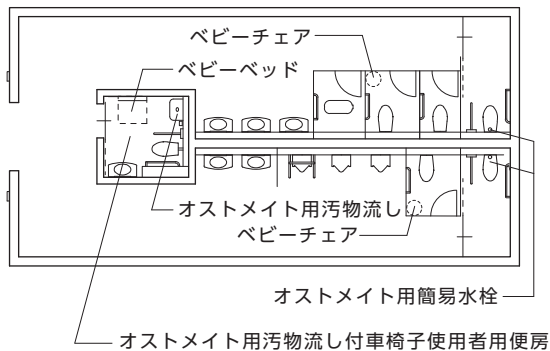 ベビーチェア
ベビーベッド
オストメイト用汚物流し
ベビーチェア
オストメイト用簡易水栓
オストメイト用汚物流し付車椅子使用者用便房